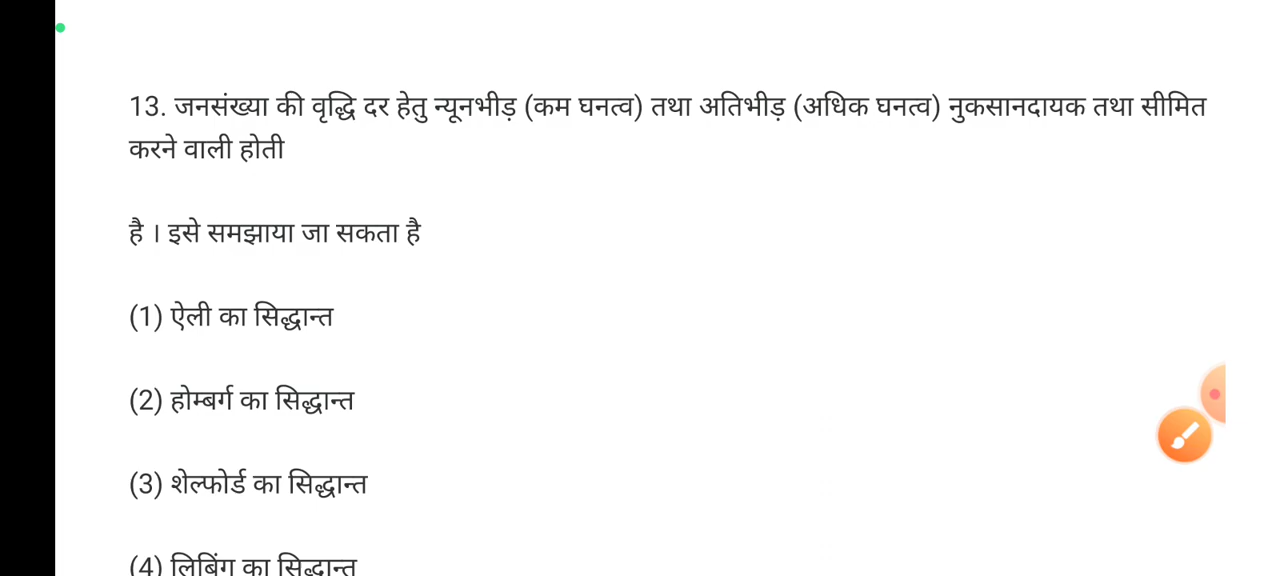 13. जनसंख्या की वृद्धि दर हेतु न्यूनभीड़ (कम घनत्व) तथा अतिभीड़ (अधिक घनत्व) नुकसानदायक तथा सीमित
करने वाली होती
है । इसे समझाया जा सकता है
(1) ऐली का सिद्धान्त
(2) होम्बर्ग का सिद्धान्त
(3) शेल्फोर्ड का सिद्धान्त
(4) लिबिंग का सिद्धान्त